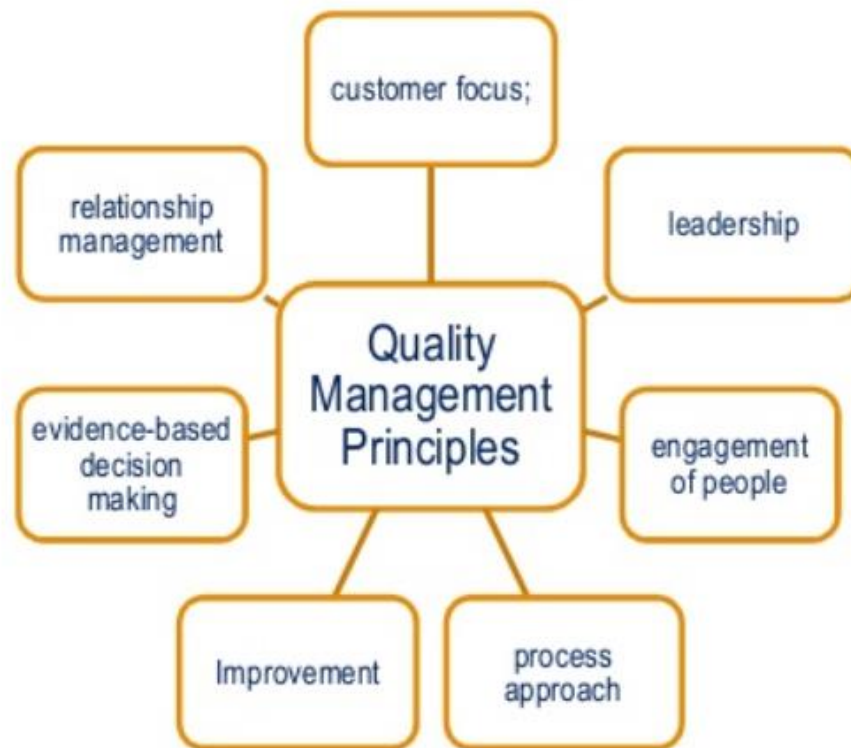 customer focus;
relationship
management
leadership
Quality
Management
Principles
evidence-based
decision
making
engagement
of people
Improvement
process
approach